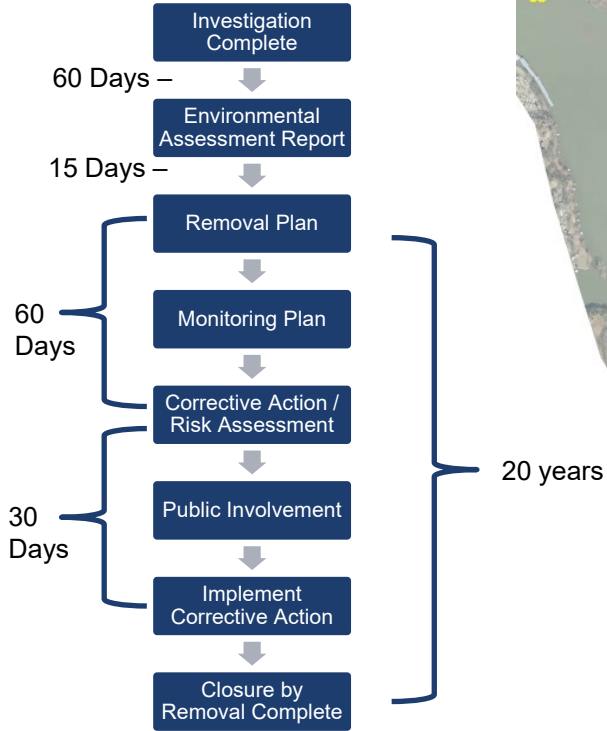 Investigation
Complete
60 Days –
Environmental
Assessment Report
15 Days –
Removal Plan
60
Days
Monitoring Plan
Corrective Action /
Risk Assessment
20 years
30
Days
Public Involvement
Implement
Corrective Action
Closure by
Removal Complete